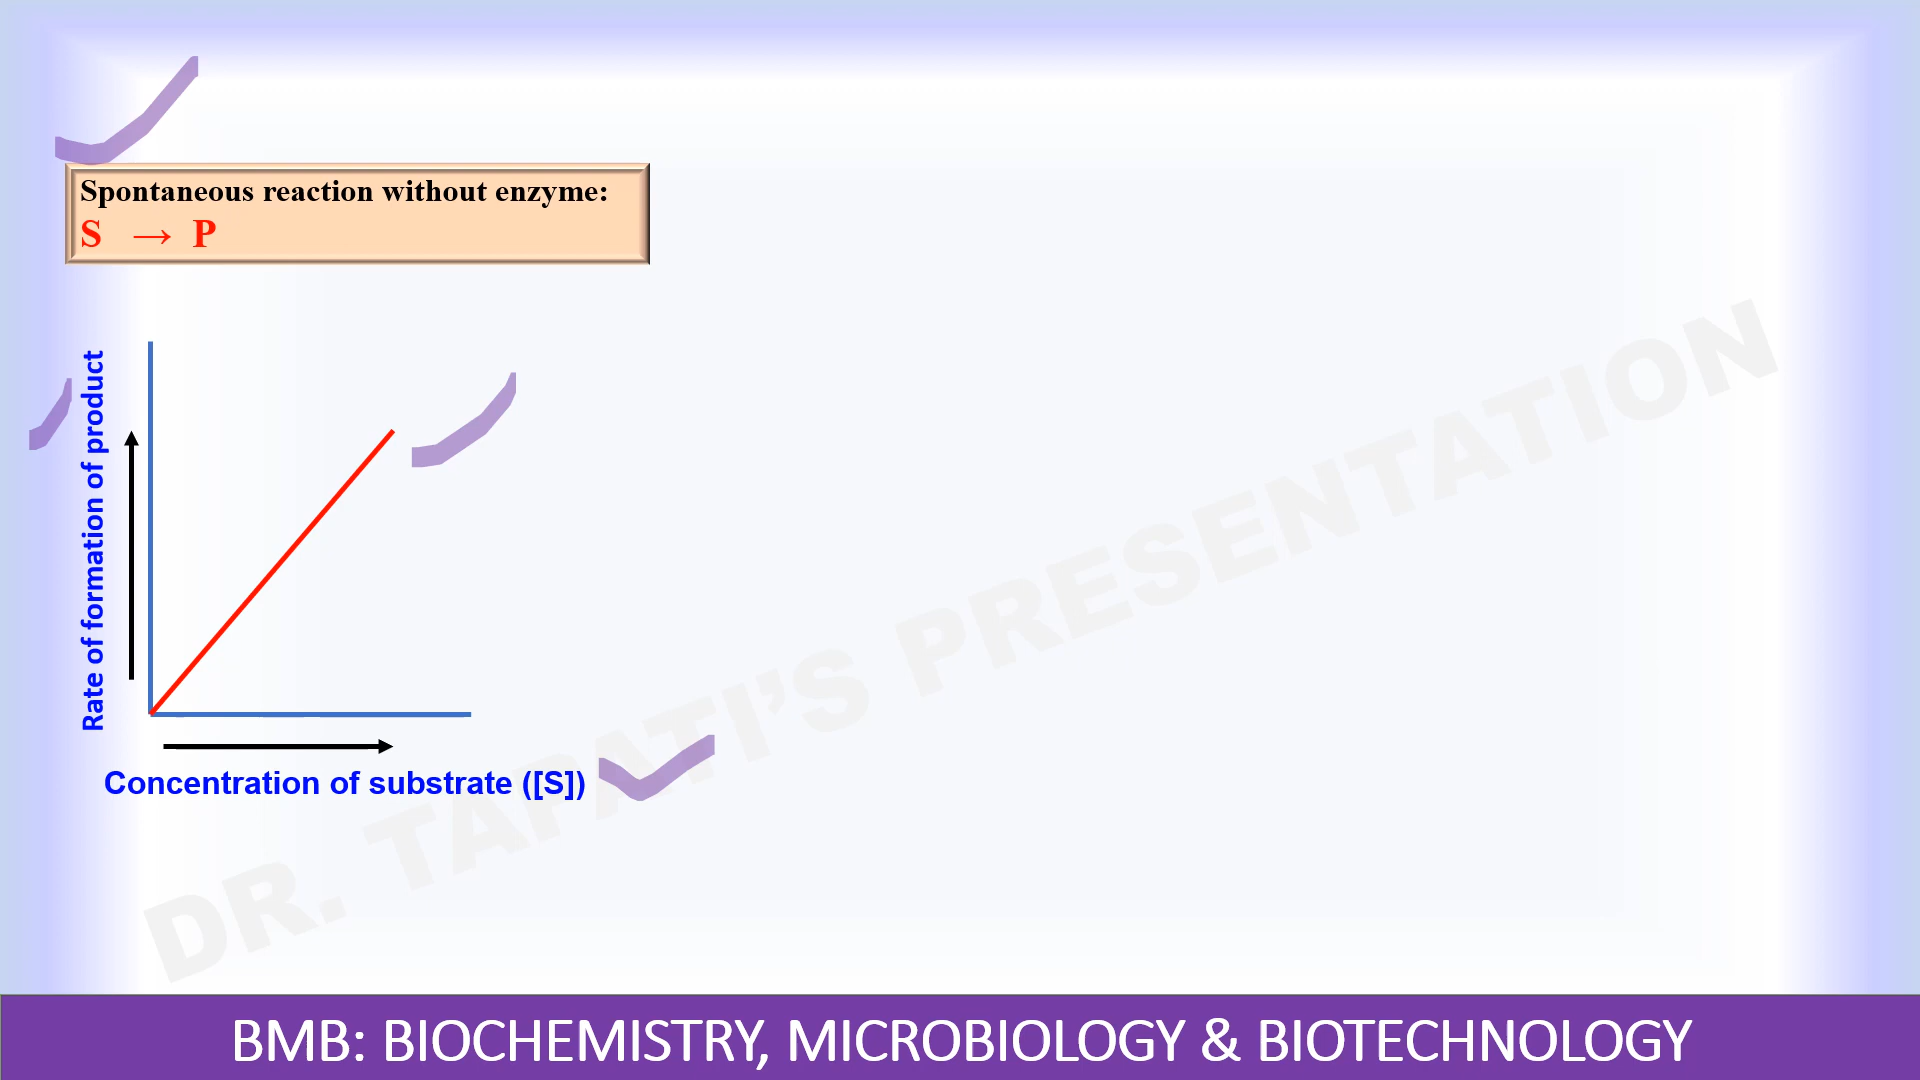 Spontaneous reaction without enzyme:
S → P
Rate of formation of product
Concentration of substrate ([S])
DR. TAPATI’S PRESENTATION
BMB: BIOCHEMISTRY, MICROBIOLOGY & BIOTECHNOLOGY